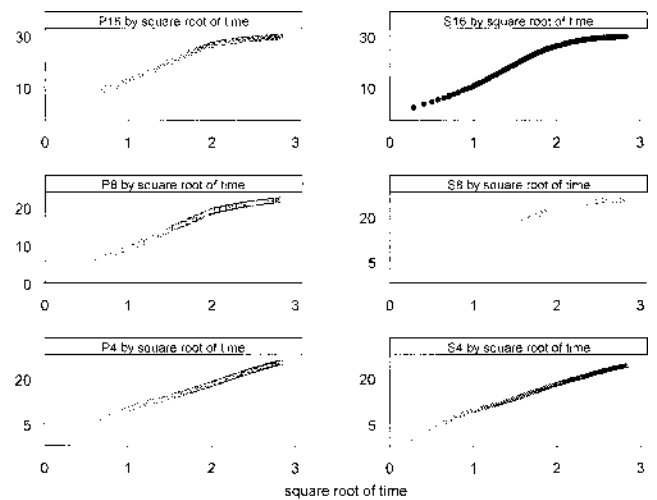 P16 by square root of time
30
10
0 1 2 3
S16 by square root of time
30
10
0 1 2 3
P8 by square root of time
20
10
0
0 1 2 3
S8 by square root of time
20
5
0 1 2 3
P4 by square root of time
20
5
0 1 2 3
S4 by square root of time
20
5
0 1 2 3
square root of time